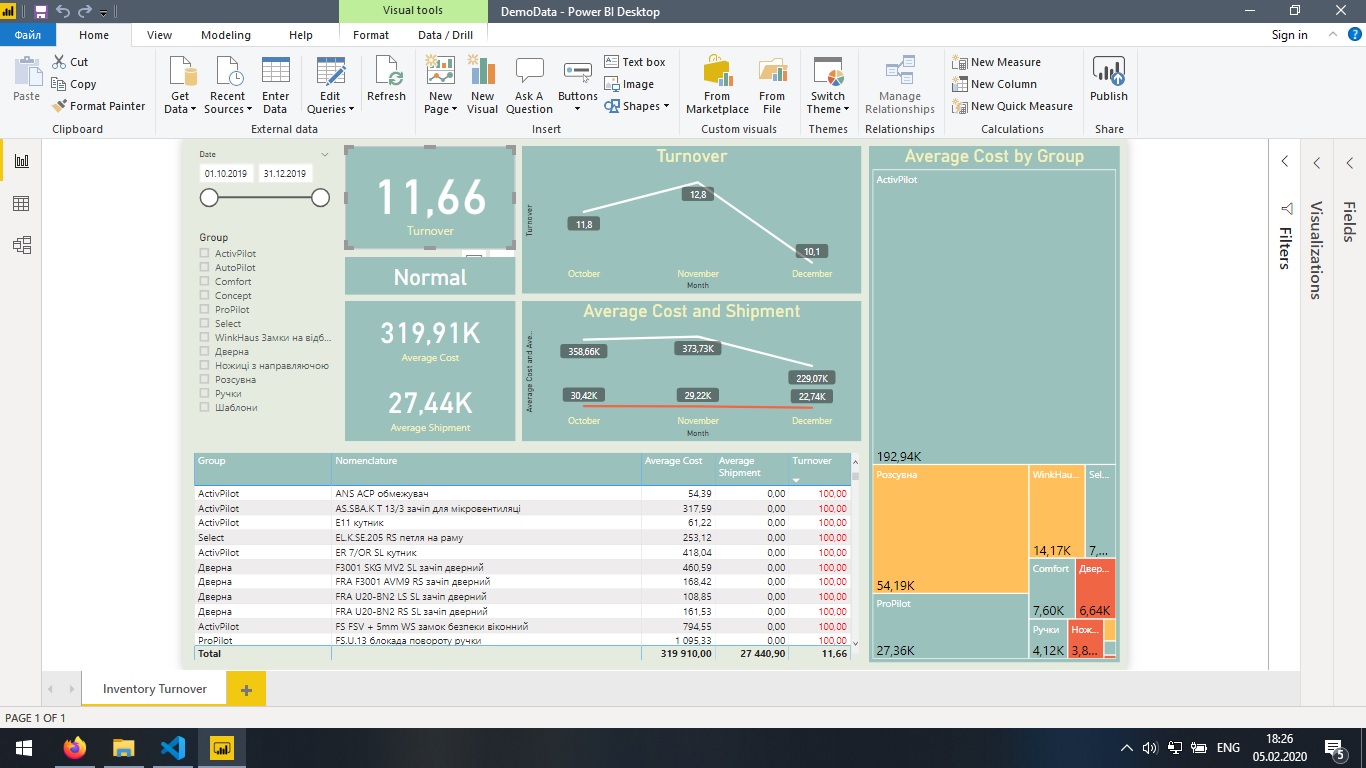 Visual tools
DemoData - Power BI Desktop
Файл
Home
View
Modeling
Help
Format
Data / Drill
Sign in
Paste
Cut
Copy
Format Painter
Clipboard
Get Data
Recent Sources
Enter Data
Edit Queries
Refresh
External data
New Page
New Visual
Ask A Question
Buttons
Text box
Image
Shapes
Insert
From Marketplace
From File
Custom visuals
Switch Theme
Themes
Manage Relationships
Relationships
New Measure
New Column
New Quick Measure
Calculations
Publish
Share
Date
01.10.2019 31.12.2019
Group
ActivPilot
AutoPilot
Comfort
Concept
ProPilot
Select
WinkHaus Замки на відб...
Дверна
Ножиці з направляючою
Розсувна
Ручки
Шаблони
11,66
Turnover
Normal
319,91K
Average Cost
27,44K
Average Shipment
Turnover
Turnover
11,8
12,8
10,1
October November December
Month
Average Cost and Shipment
Average Cost and Ave...
358,66K
373,73K
229,07K
30,42K
29,22K
22,74K
October November December
Month
Average Cost by Group
ActivPilot
192,94K
Розсувна
54,19K
ProPilot
27,36K
WinkHau...
14,17K
Sel...
7,...
Comfort
7,60K
Двер...
6,64K
Ручки
4,12K
Нож...
3,8...
Group Nomenclature Average Cost Average Shipment Turnover
ActivPilot ANS ACP обмежувач 54,39 0,00 100,00
ActivPilot AS.SBA.K T 13/3 зачіп для мікровентиляції 317,59 0,00 100,00
ActivPilot E11 кутник 61,22 0,00 100,00
Select EL.K.SE.205 RS петля на раму 253,12 0,00 100,00
ActivPilot ER 7/OR SL кутник 418,04 0,00 100,00
Дверна F3001 SKG MV2 SL зачіп дверний 460,59 0,00 100,00
Дверна FRA F3001 AVM9 RS зачіп дверний 168,42 0,00 100,00
Дверна FRA U20-BN2 LS SL зачіп дверний 108,85 0,00 100,00
Дверна FRA U20-BN2 RS SL зачіп дверний 161,53 0,00 100,00
ActivPilot FS FSV + 5mm WS замок безпеки віконний 794,55 0,00 100,00
ProPilot FS.U.13 блокада повороту ручки 1 095,33 0,00 100,00
Total 319 910,00 27 440,90 11,66
Filters
Visualizations
Fields
Inventory Turnover
PAGE 1 OF 1
ENG
18:26
05.02.2020
5